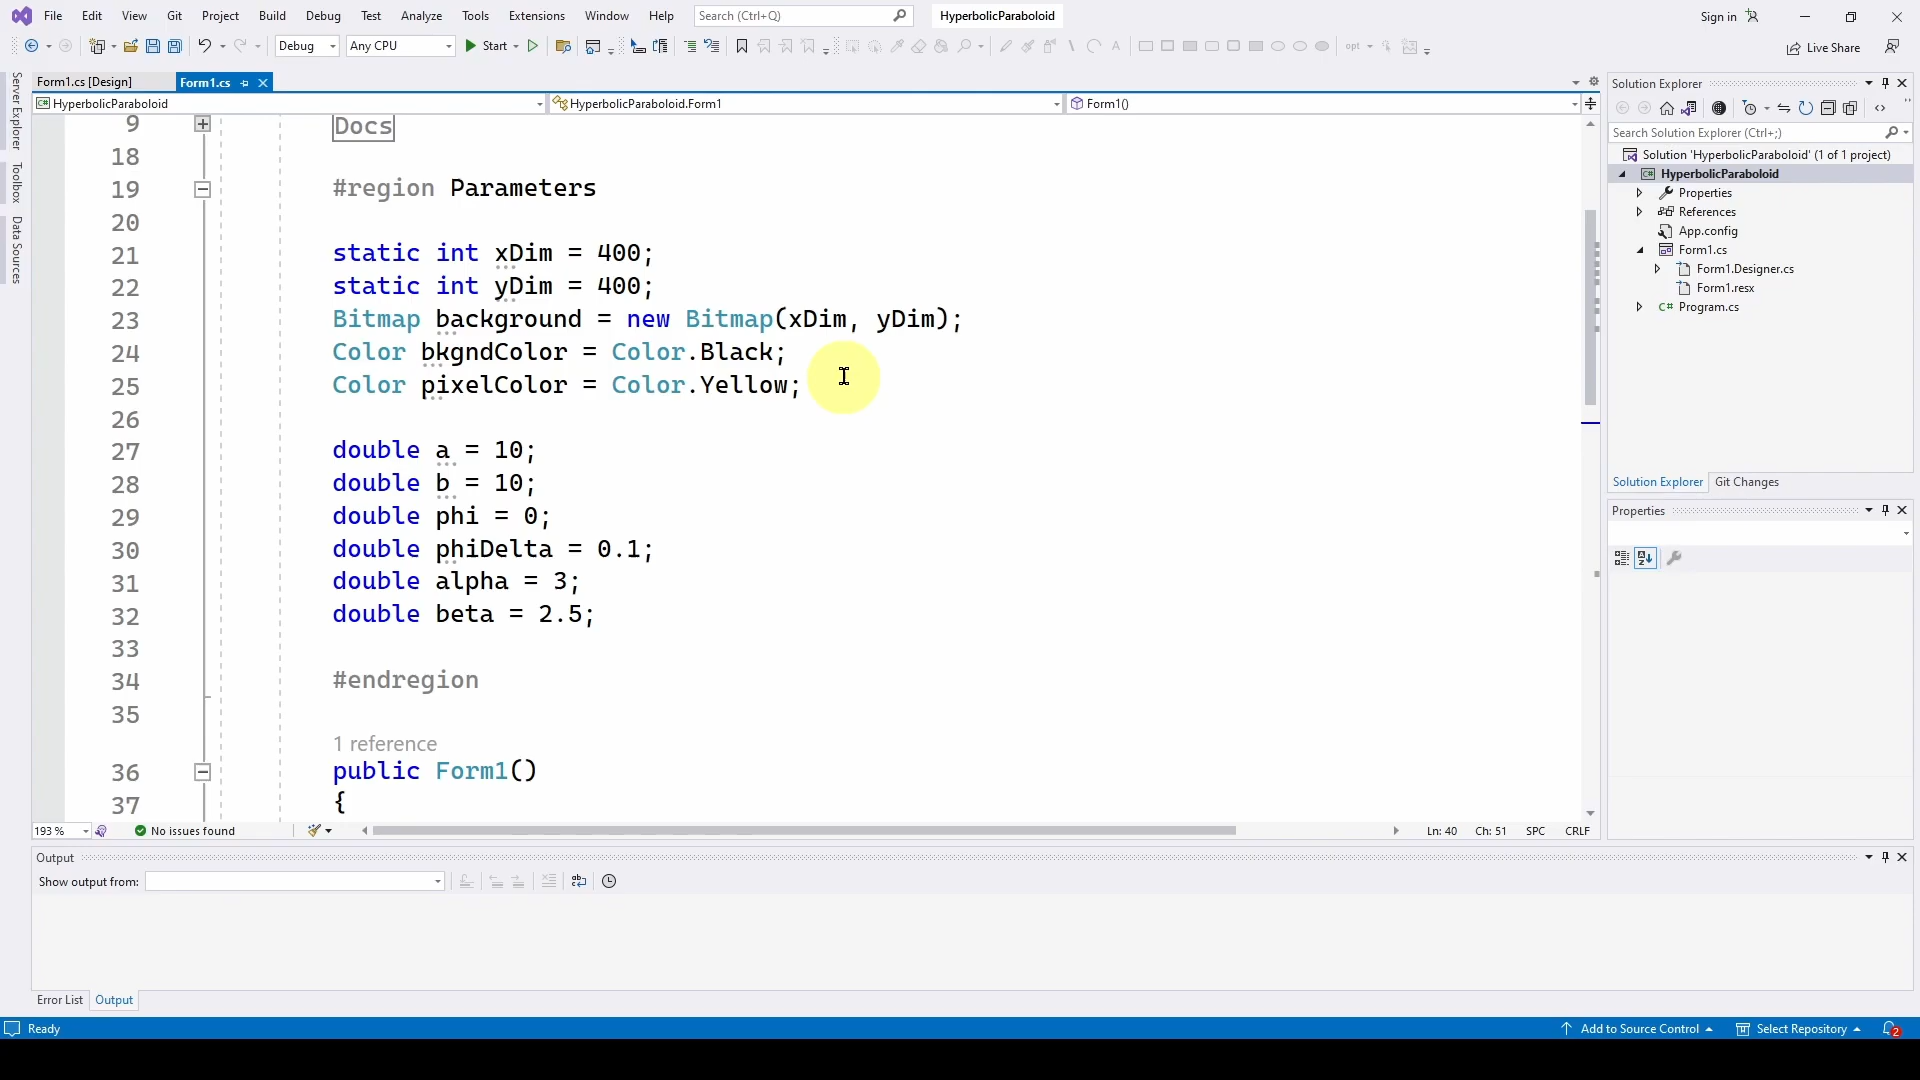 File Edit View Git Project Build Debug Test Analyze Tools Extensions Window Help Search (Ctrl+Q) HyperbolicParaboloid Sign in
Debug Any CPU Start opt Live Share
Form1.cs [Design] Form1.cs
HyperbolicParaboloid HyperbolicParaboloid.Form1 Form1()
Server Explorer
Toolbox
Data Sources
9 Docs
18
19 #region Parameters
20
21 static int xDim = 400;
22 static int yDim = 400;
23 Bitmap background = new Bitmap(xDim, yDim);
24 Color bkgndColor = Color.Black;
25 Color pixelColor = Color.Yellow;
26
27 double a = 10;
28 double b = 10;
29 double phi = 0;
30 double phiDelta = 0.1;
31 double alpha = 3;
32 double beta = 2.5;
33
34 #endregion
35
1 reference
36 public Form1()
37 {
193 % No issues found Ln: 40 Ch: 51 SPC CRLF
Solution Explorer
Search Solution Explorer (Ctrl+;)
Solution 'HyperbolicParaboloid' (1 of 1 project)
C# HyperbolicParaboloid
Properties
References
App.config
Form1.cs
Form1.Designer.cs
Form1.resx
C# Program.cs
Solution Explorer Git Changes
Properties
Output
Show output from:
Error List Output
Ready Add to Source Control Select Repository 2